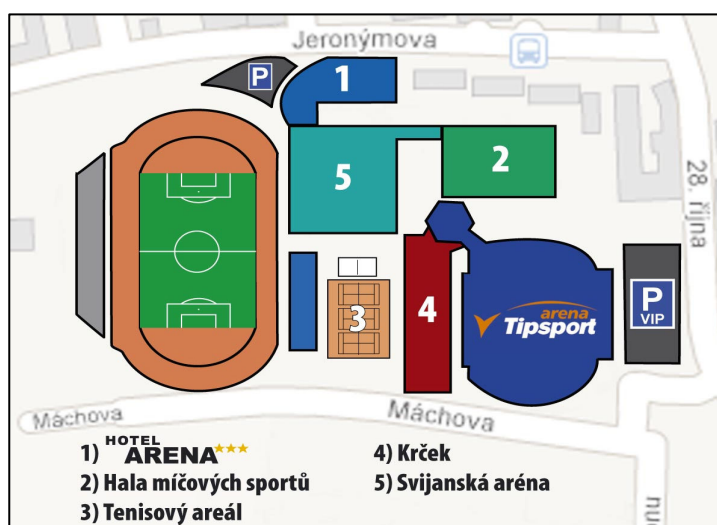 Jeronýmova
P
1
2
5
28. října
4
3
arena
Tipsport
P
VIP
Máchova
Máchova
1) HOTEL ARENA
2) Hala míčových sportů
3) Tenisový areál
4) Krček
5) Svijanská aréna